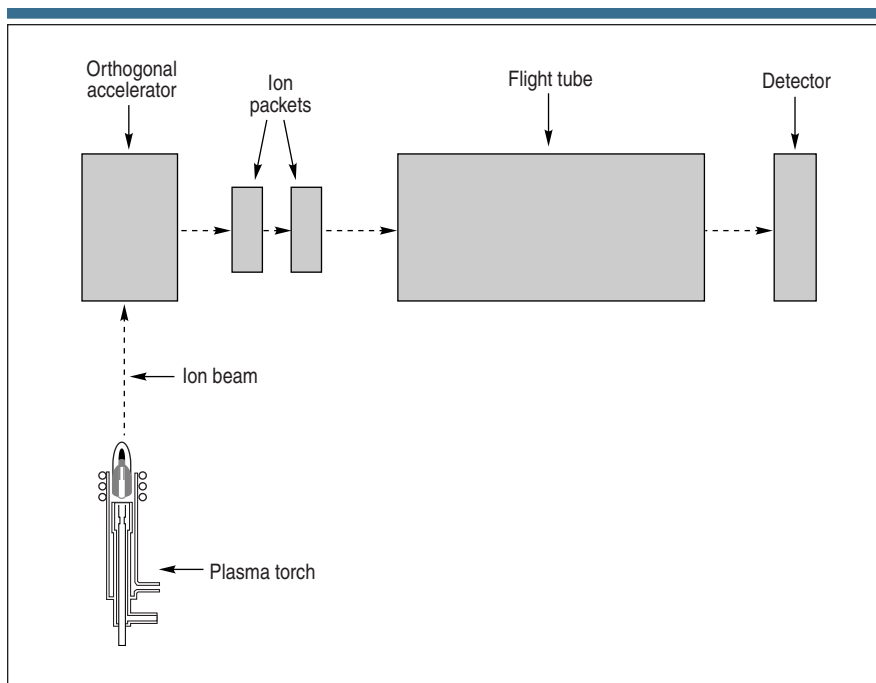 Orthogonal
accelerator
Ion
packets
Flight tube
Detector
Ion beam
Plasma torch